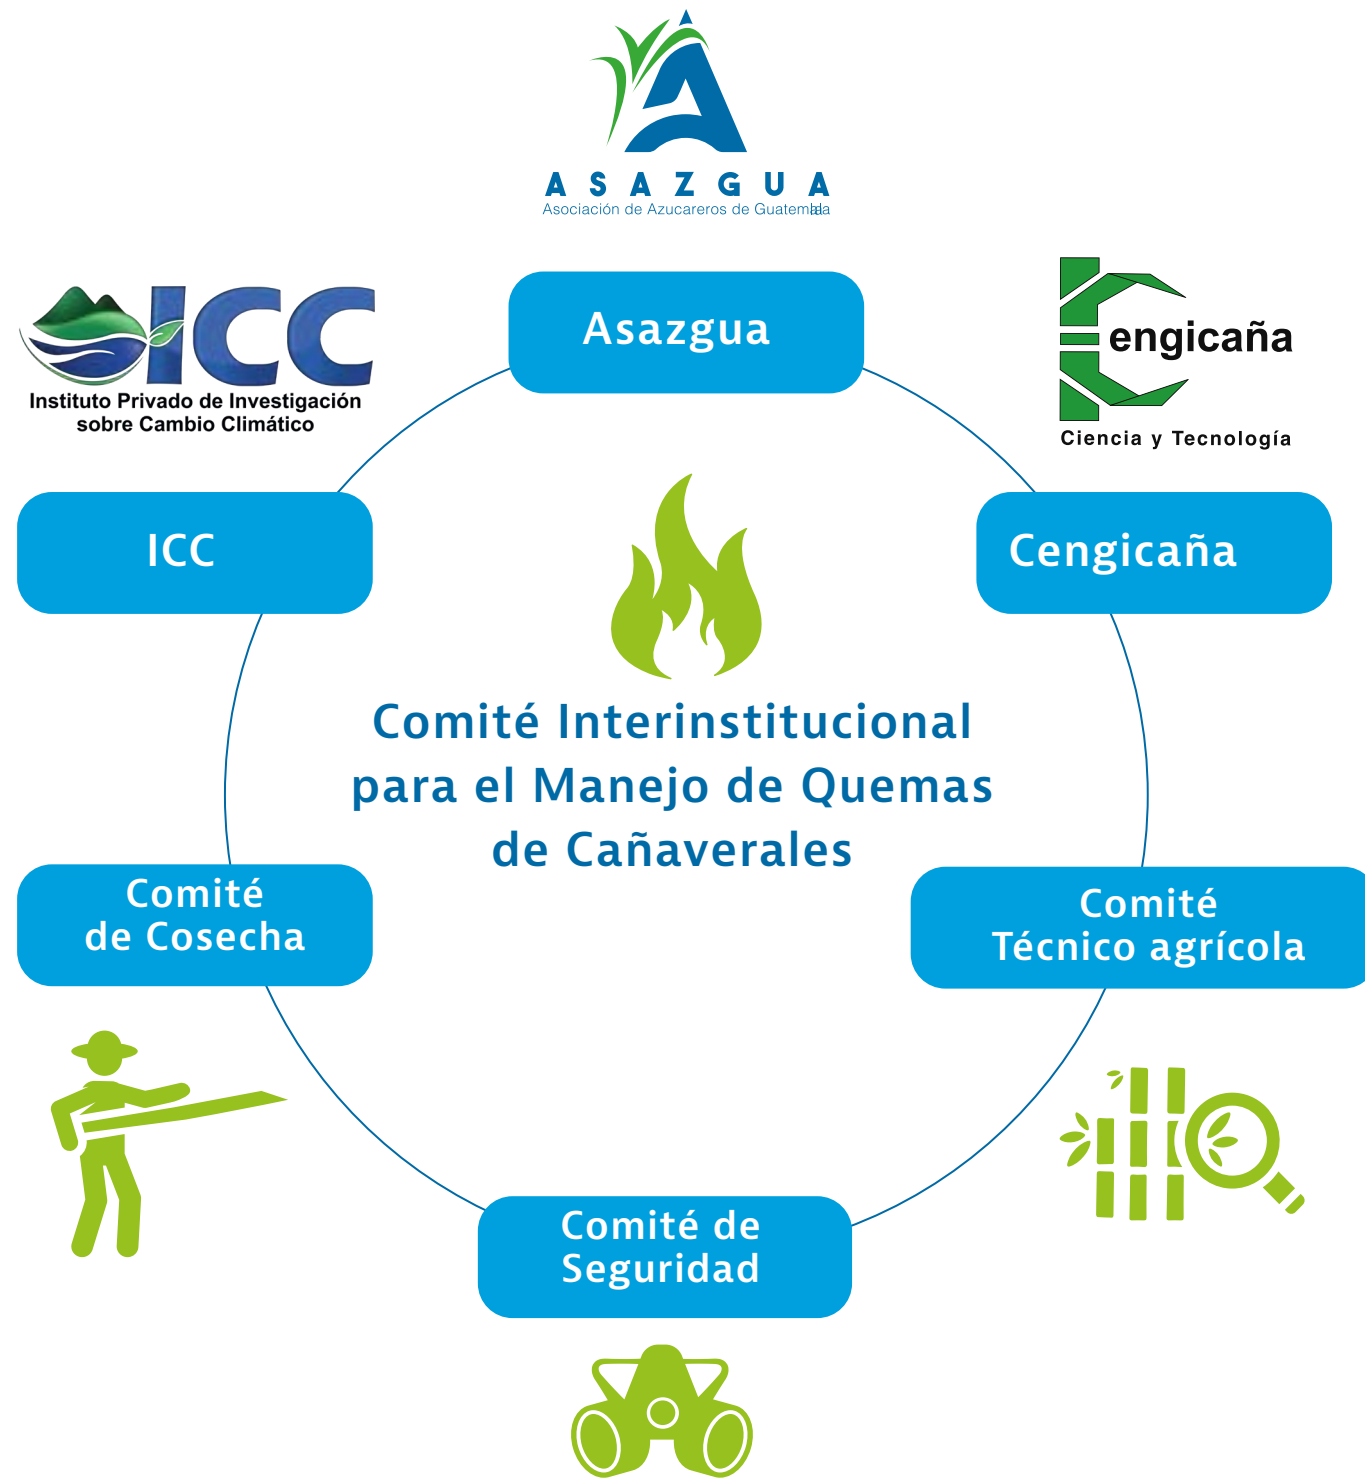 ASAZGUA
Asociación de Azucareros de Guatemala
ICC
Instituto Privado de Investigación
sobre Cambio Climático
Asazgua
engicaña
Ciencia y Tecnología
ICC
Cengicaña
Comité Interinstitucional
para el Manejo de Quemas
de Cañaverales
Comité
de Cosecha
Comité
Técnico agrícola
Comité de
Seguridad